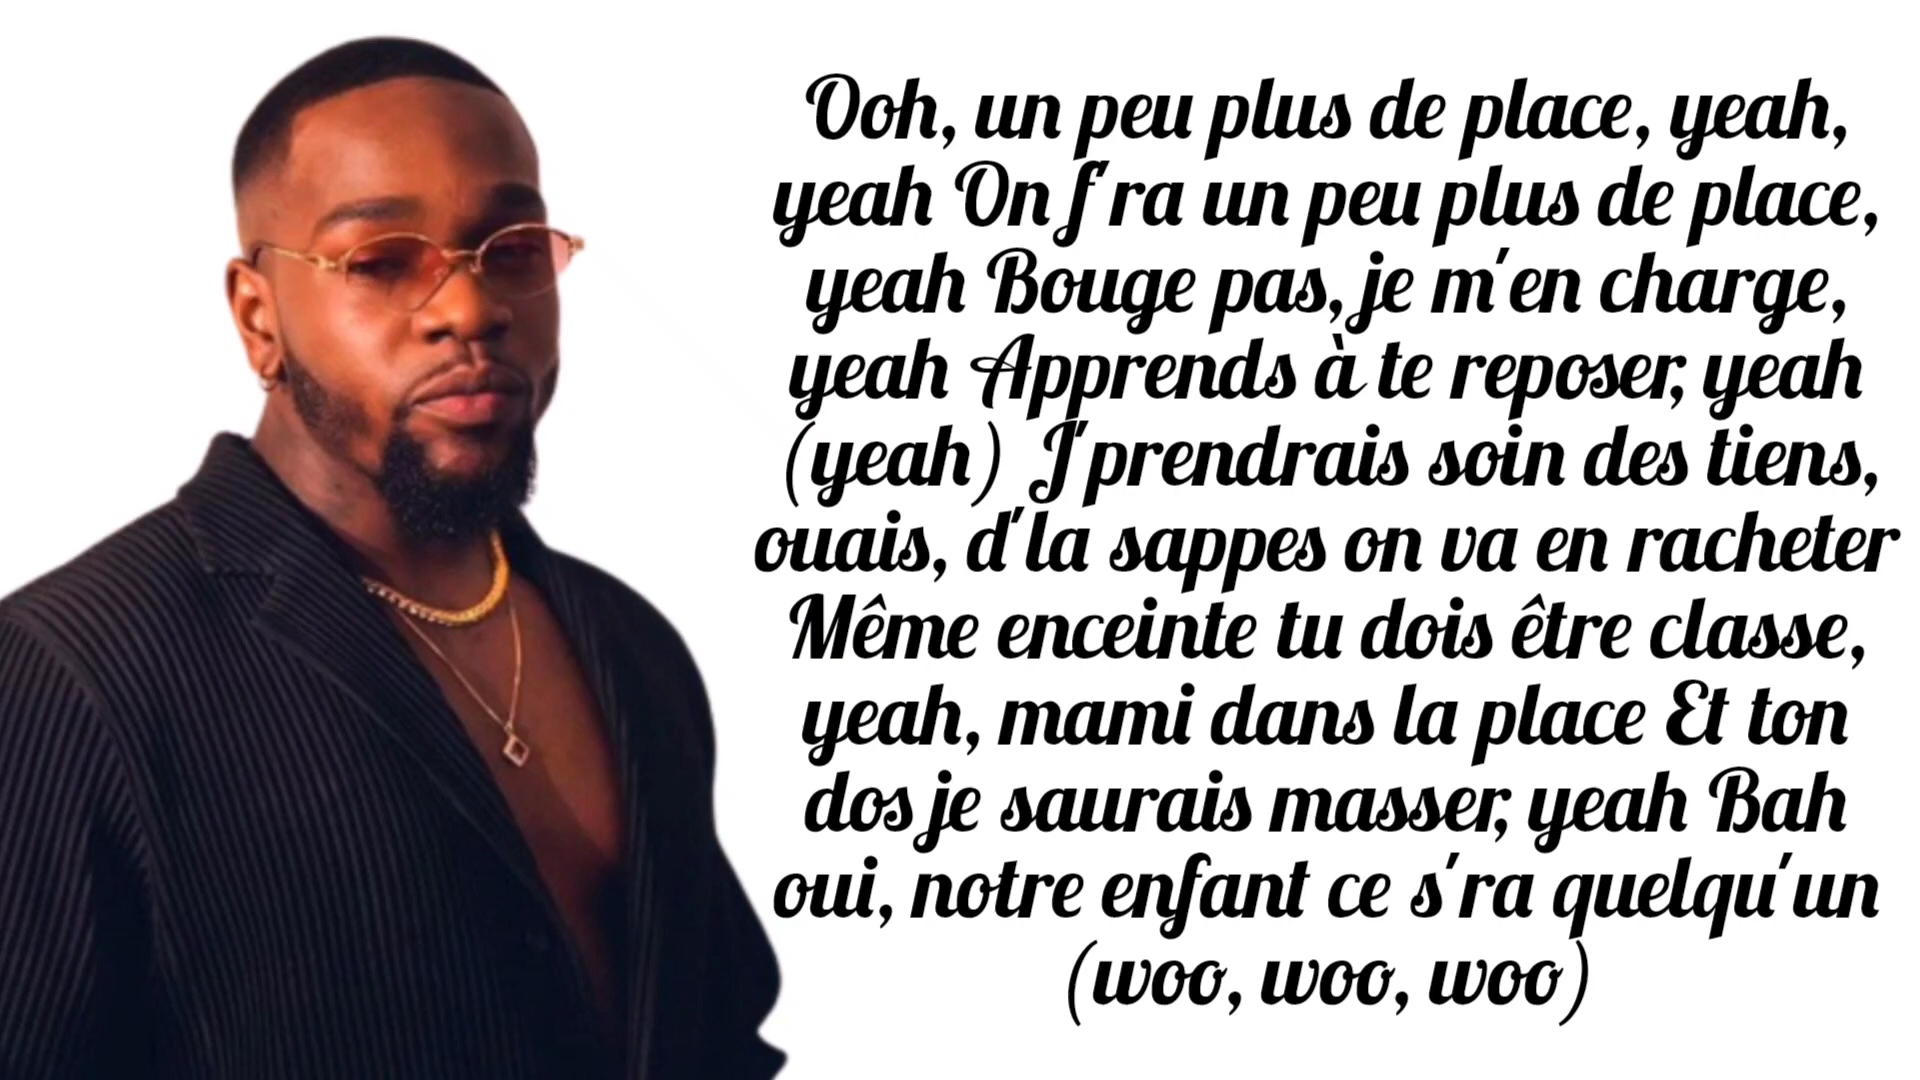 Ooh, un peu plus de place, yeah,
yeah On f'ra un peu plus de place,
yeah Bouge pas, je m'en charge,
yeah Apprends à te reposer, yeah
(yeah) J'prendrais soin des tiens,
ouais, d'la sappes on va en racheter
Même enceinte tu dois être classe,
yeah, mami dans la place Et ton
dos je saurais masser, yeah Bah
oui, notre enfant ce s'ra quelqu'un
(woo, woo, woo)